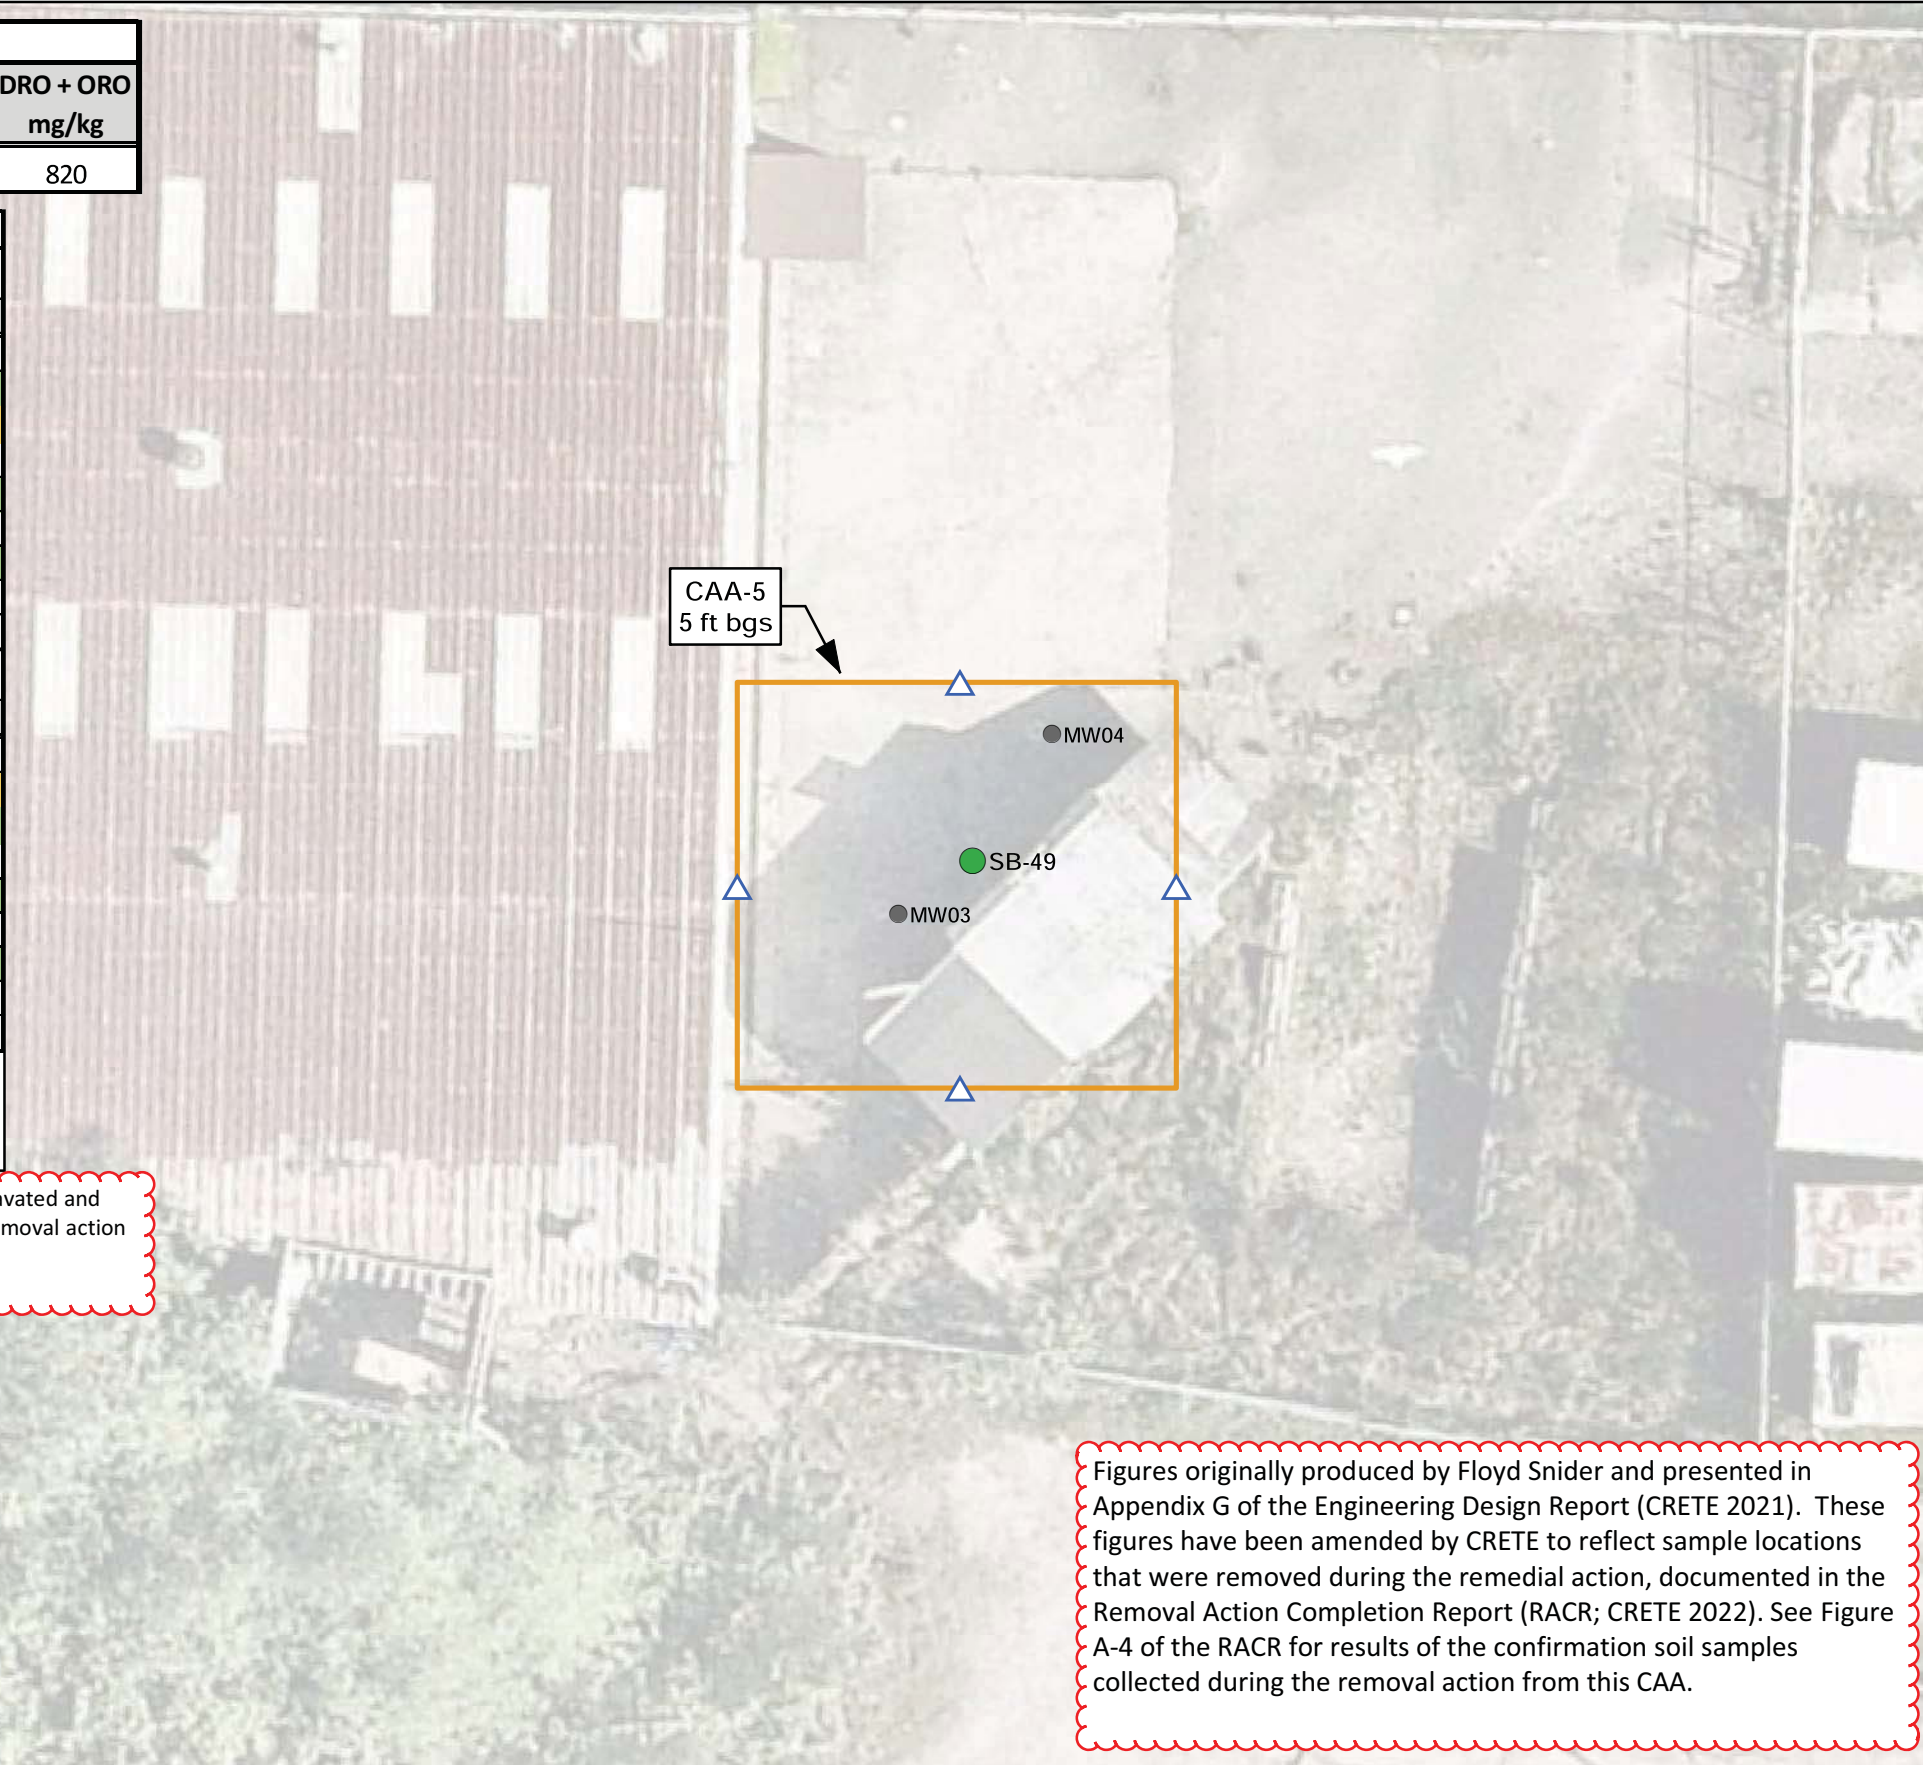 DRO + ORO
mg/kg
820
CAA-5
5 ft bgs
MW04
SB-49
MW03
avated and
moval action
Figures originally produced by Floyd Snider and presented in
Appendix G of the Engineering Design Report (CRETE 2021).  These
figures have been amended by CRETE to reflect sample locations
that were removed during the remedial action, documented in the
Removal Action Completion Report (RACR; CRETE 2022). See Figure
A-4 of the RACR for results of the confirmation soil samples
collected during the removal action from this CAA.